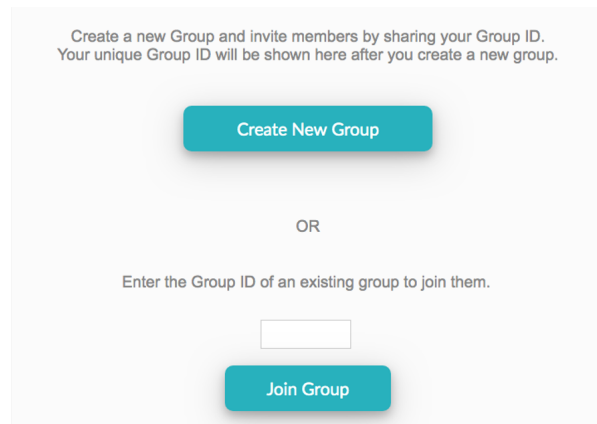 Create a new Group and invite members by sharing your Group ID.
Your unique Group ID will be shown here after you create a new group.
Create New Group
OR
Enter the Group ID of an existing group to join them.
Join Group